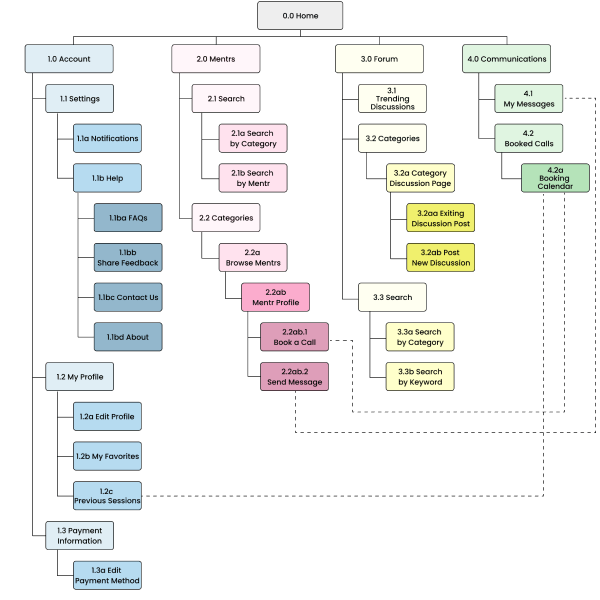 0.0 Home
1.0 Account
1.1 Settings
1.1a Notifications
1.1b Help
1.1ba FAQs
1.1bb
Share Feedback
1.1bc Contact Us
1.1bd About
1.2 My Profile
1.2a Edit Profile
1.2b My Favorites
1.2c
Previous Sessions
1.3 Payment
Information
1.3a Edit
Payment Method
2.0 Mentrs
2.1 Search
2.1a Search
by Category
2.1b Search
by Mentr
2.2 Categories
2.2a
Browse Mentrs
2.2ab
Mentr Profile
2.2ab.1
Book a Call
2.2ab.2
Send Message
3.0 Forum
3.1
Trending
Discussions
3.2 Categories
3.2a Category
Discussion Page
3.2aa Exiting
Discussion Post
3.2ab Post
New Discussion
3.3 Search
3.3a Search
by Category
3.3b Search
by Keyword
4.0 Communications
4.1
My Messages
4.2
Booked Calls
4.2a
Booking
Calendar